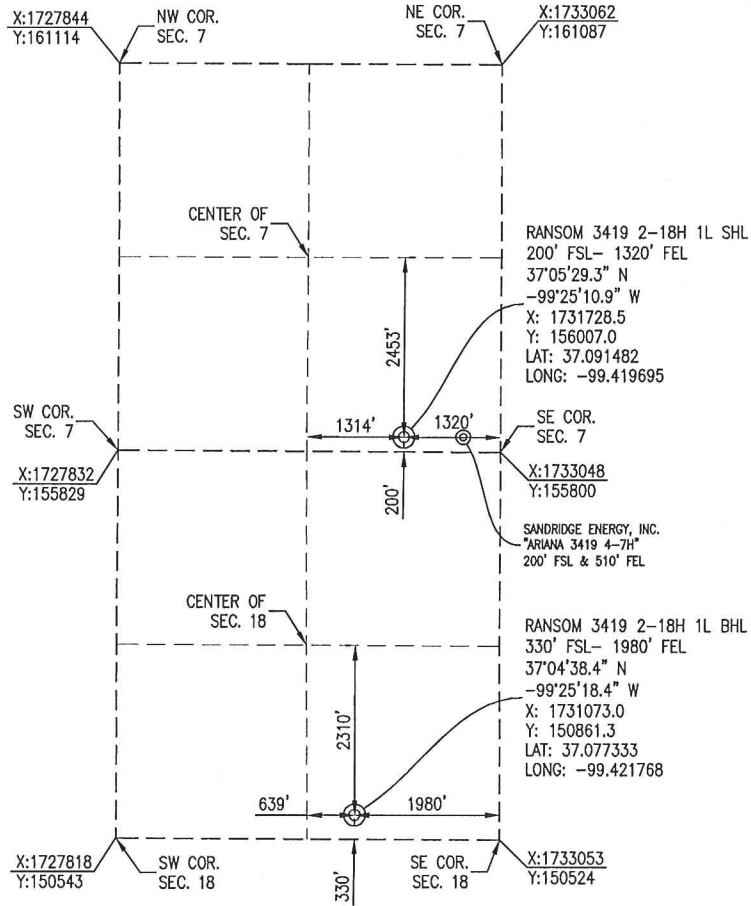 X:1727844
Y:161114
NW COR.
SEC. 7
NE COR.
SEC. 7
X:1733062
Y:161087
CENTER OF
SEC. 7
RANSOM 3419 2-18H 1L SHL
200' FSL- 1320' FEL
37°05'29.3" N
-99°25'10.9" W
X: 1731728.5
Y: 156007.0
LAT: 37.091482
LONG: -99.419695
2453'
SW COR.
SEC. 7
1314'
1320'
SE COR.
SEC. 7
X:1727832
Y:155829
200'
X:1733048
Y:155800
SANDRIDGE ENERGY, INC.
"ARIANA 3419 4-7H"
200' FSL & 510' FEL
CENTER OF
SEC. 18
RANSOM 3419 2-18H 1L BHL
330' FSL- 1980' FEL
37°04'38.4" N
-99°25'18.4" W
X: 1731073.0
Y: 150861.3
LAT: 37.077333
LONG: -99.421768
2310'
639'
1980'
X:1727818
Y:150543
SW COR.
SEC. 18
330'
SE COR.
SEC. 18
X:1733053
Y:150524